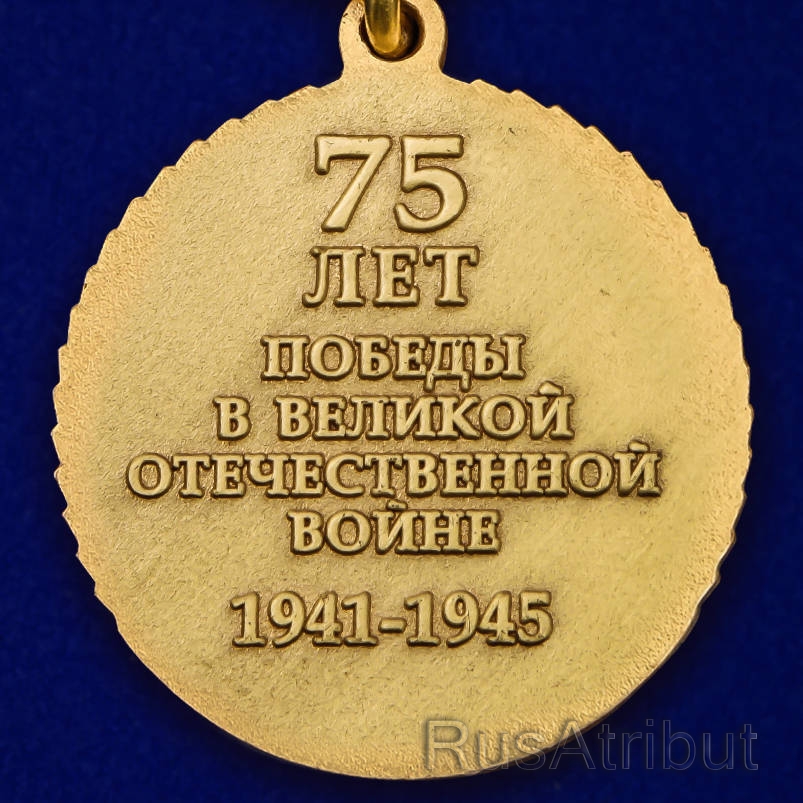 75
ЛЕТ
ПОБЕДЫ
В ВЕЛИКОЙ
ОТЕЧЕСТВЕННОЙ
ВОЙНЕ
1941-1945
RusAtribut